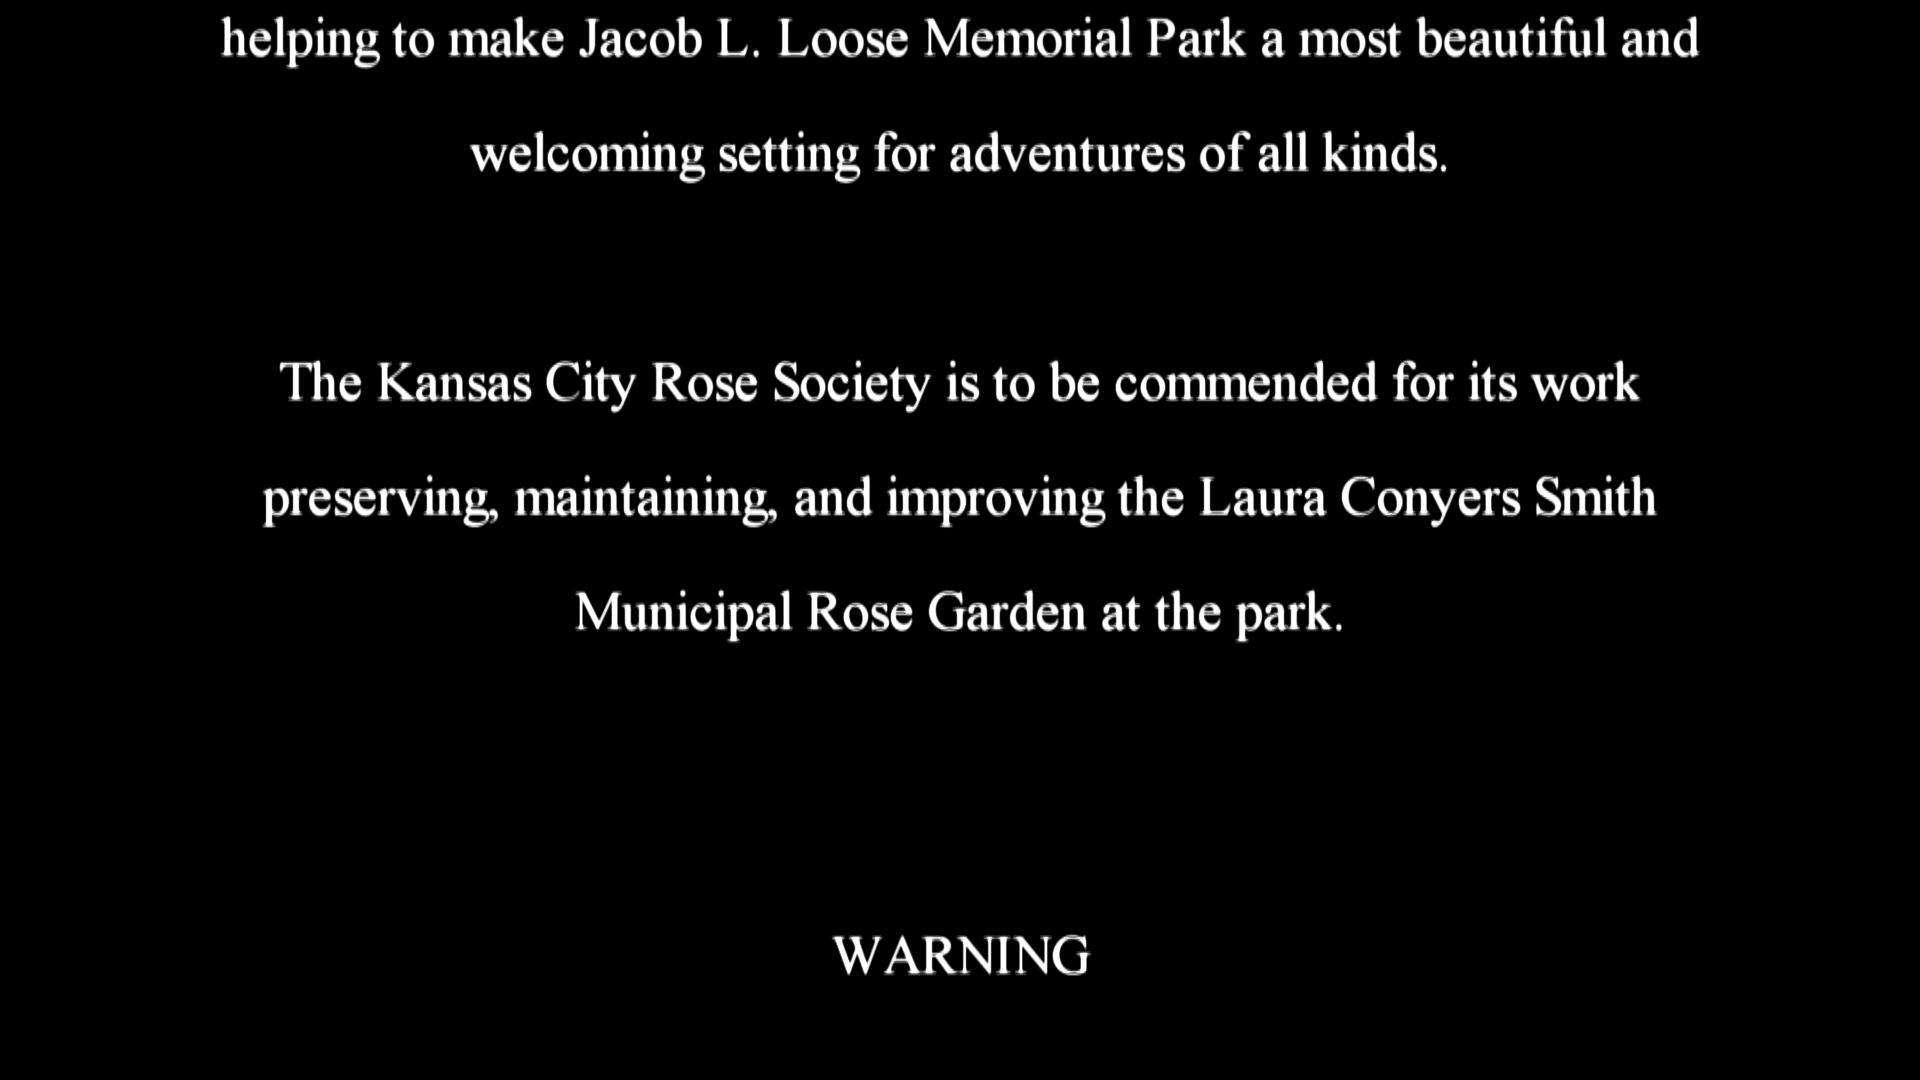 helping to make Jacob L. Loose Memorial Park a most beautiful and
welcoming setting for adventures of all kinds.
The Kansas City Rose Society is to be commended for its work
preserving, maintaining, and improving the Laura Conyers Smith
Municipal Rose Garden at the park.
WARNING